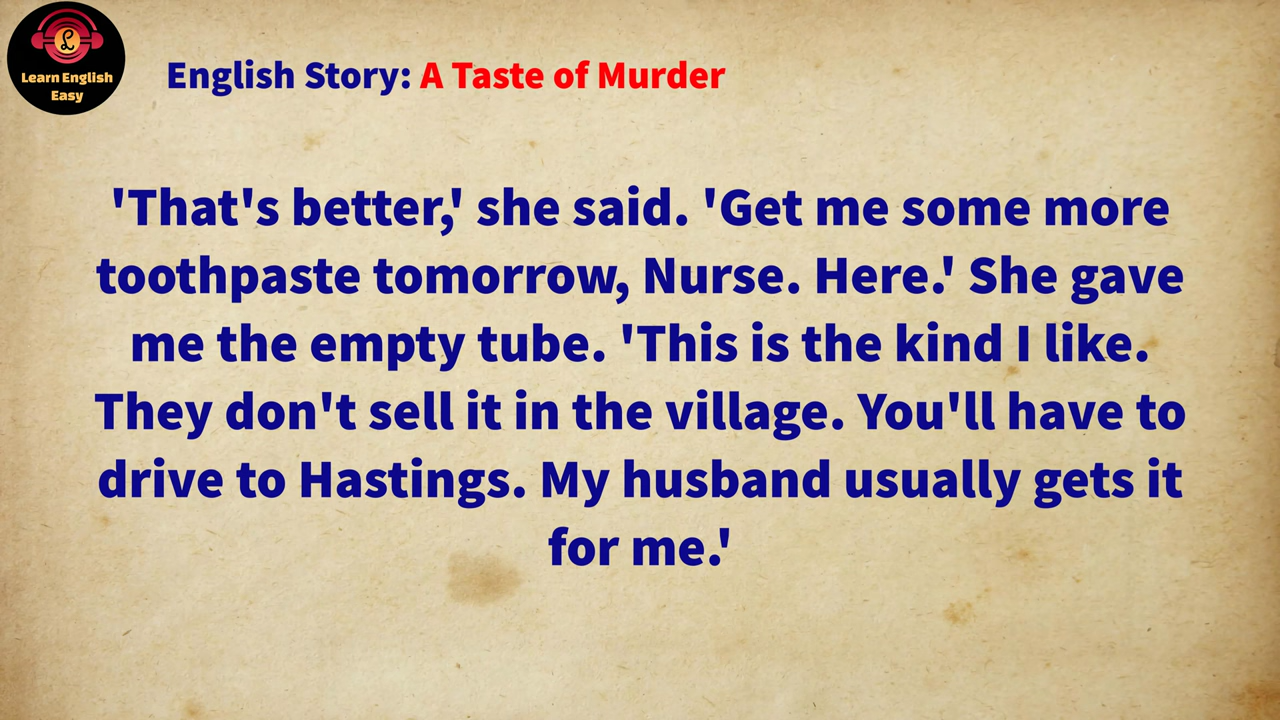 Learn English
Easy
English Story: A Taste of Murder
'That's better,' she said. 'Get me some more
toothpaste tomorrow, Nurse. Here.' She gave
me the empty tube. 'This is the kind I like.
They don't sell it in the village. You'll have to
drive to Hastings. My husband usually gets it
for me.'